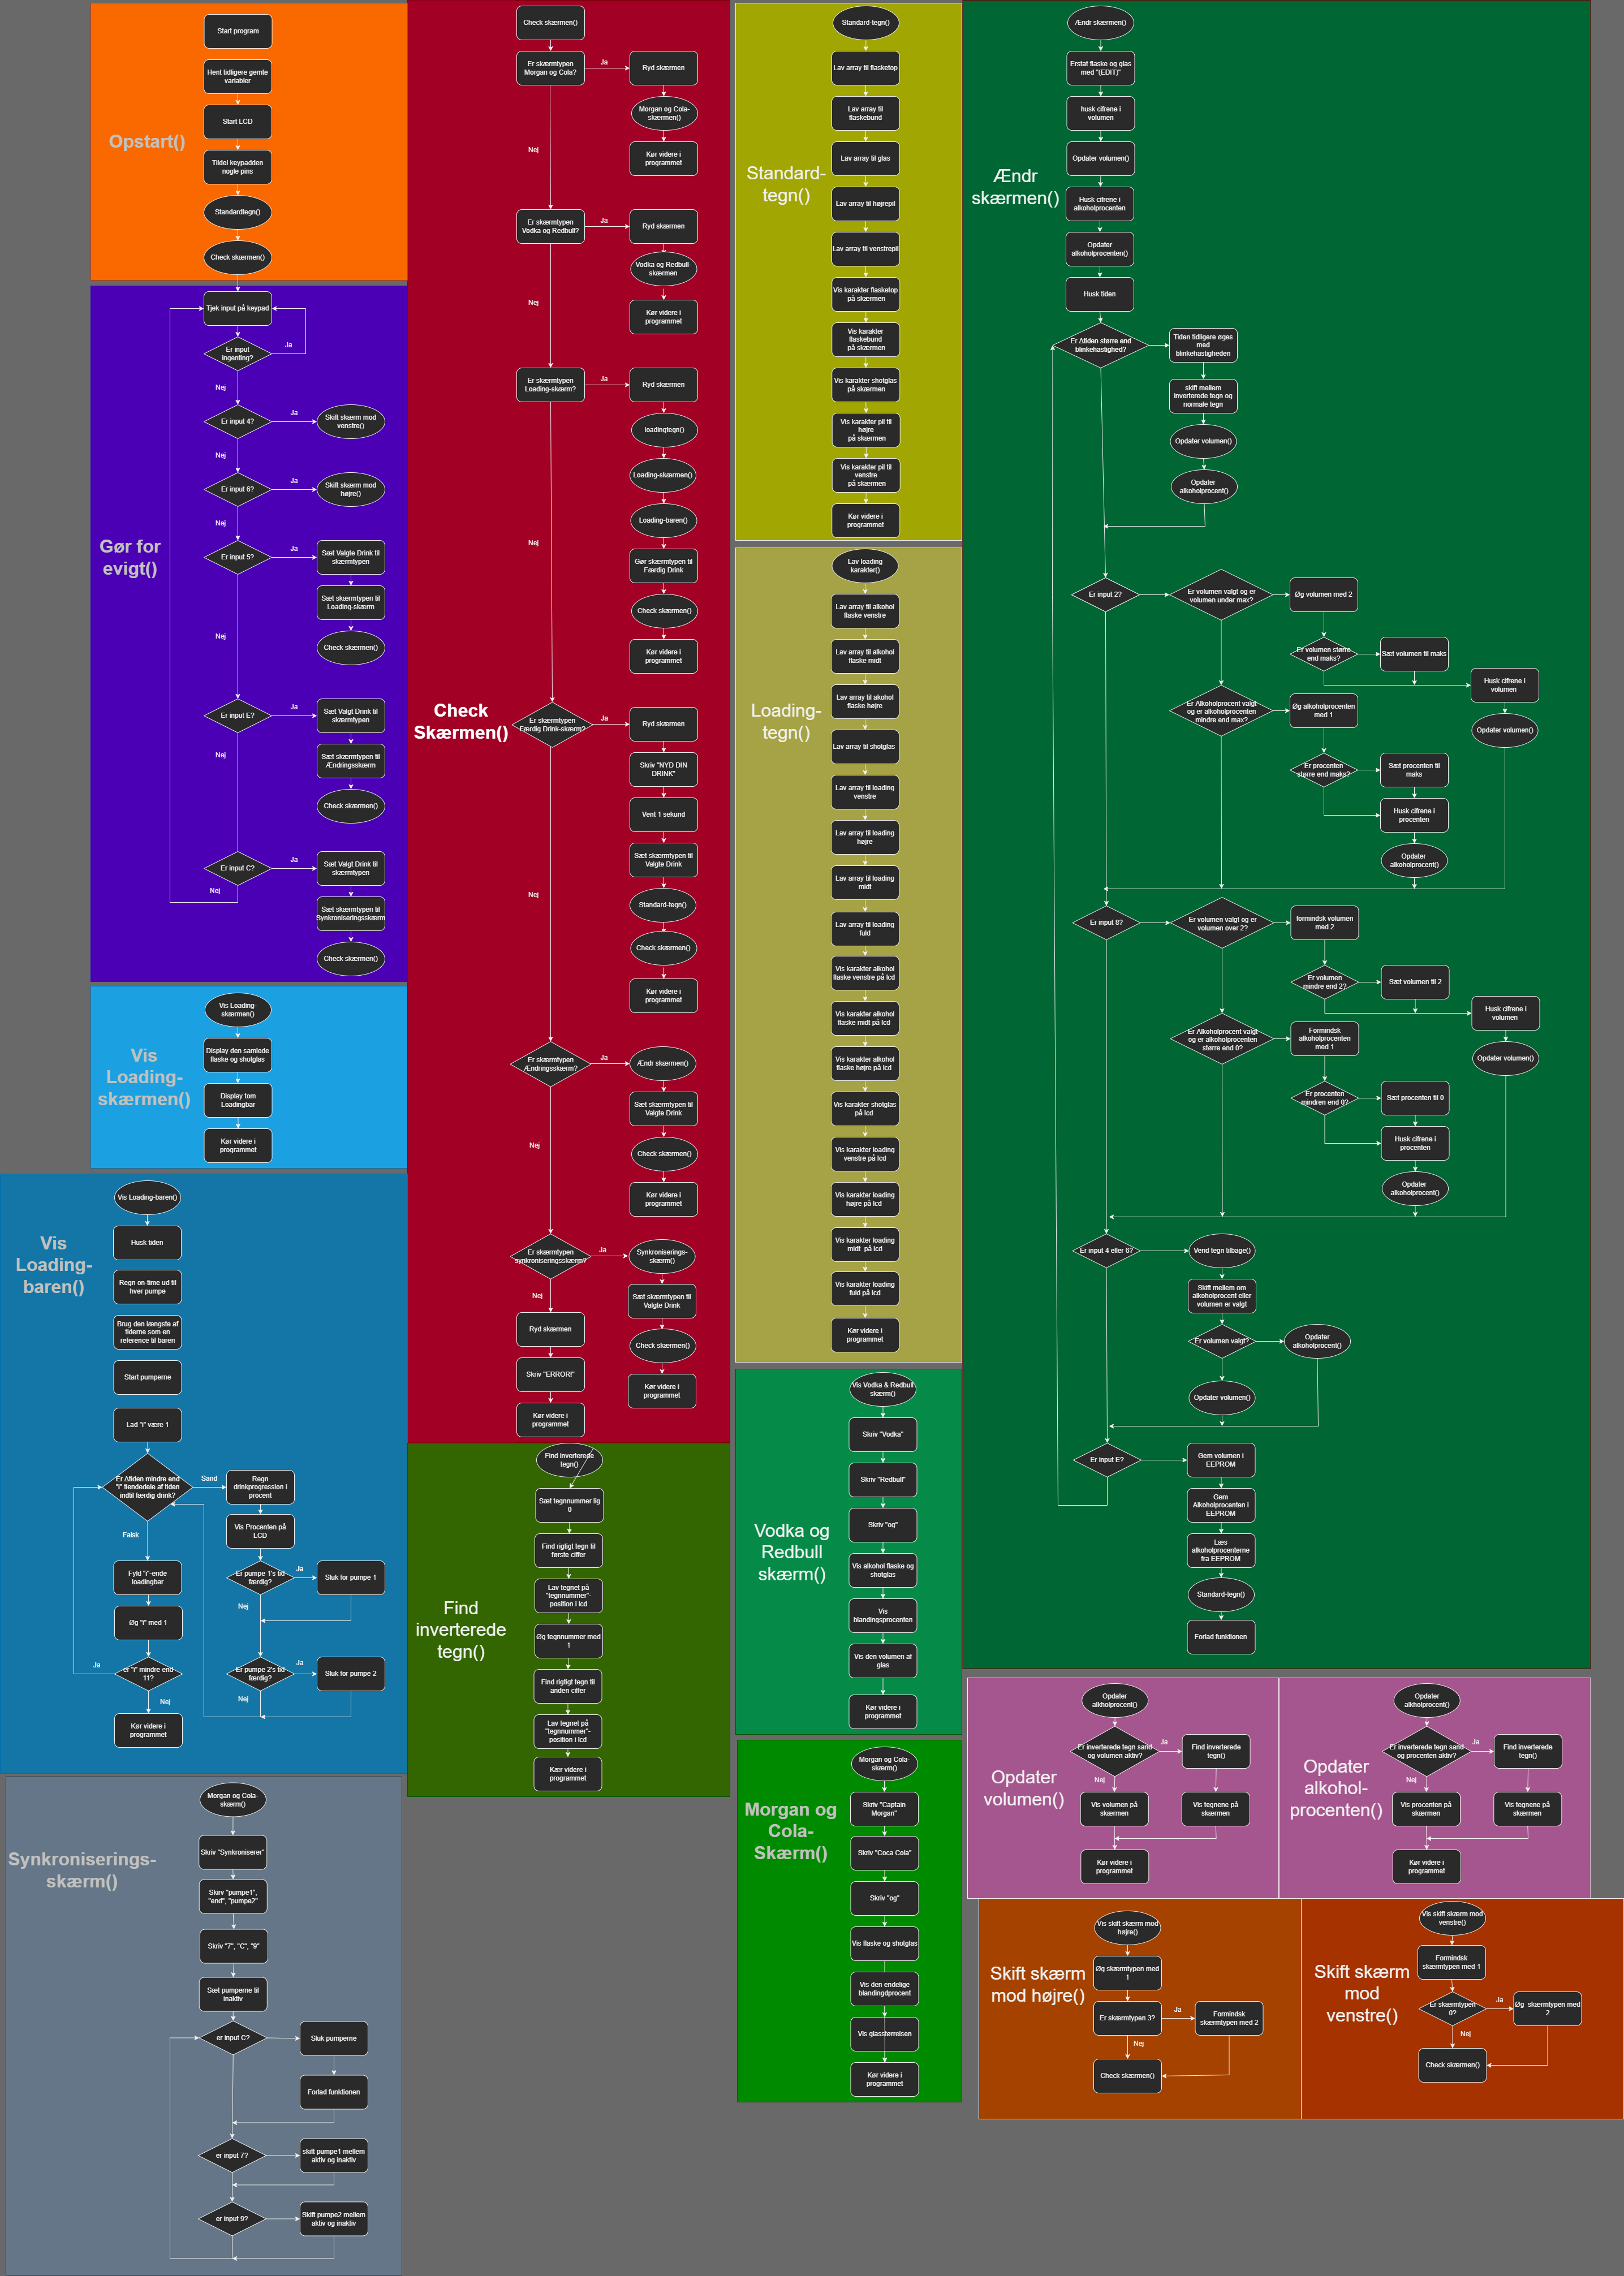 Opstart()
Start program
Hent tidligere gemte
variabler
Start LCD
Tildel keypadden
nogle pins
Standardtegn()
Check skærmen()
Gør for
evigt()
Tjek input på keypad
Er input
ingenting?
Ja
Nej
Er input 4?
Ja
Skift skærm mod
venstre()
Nej
Er input 6?
Ja
Skift skærm mod
højre()
Nej
Er input 5?
Ja
Sæt Valgte Drink til
skærmtypen
Sæt skærmtypen til
Loading-skærm
Check skærmen()
Nej
Er input E?
Ja
Sæt Valgt Drink til
skærmtypen
Sæt skærmtypen til
Ændringsskærm
Check skærmen()
Nej
Er input C?
Ja
Sæt Valgt Drink til
skærmtypen
Nej
Sæt skærmtypen til
Synkroniseringsskærm
Check skærmen()
Vis
Loading-
skærmen()
Vis Loading-
skærmen()
Display den samlede
flaske og shotglas
Display tom
Loadingbar
Kør videre i
programmet
Vis
Loading-
baren()
Vis Loading-baren()
Husk tiden
Regn on-time ud til
hver pumpe
Brug den længste af
tiderne som en
reference til baren
Start pumperne
Lad "i" være 1
Er Δtiden mindre end
"i" tiendedele af tiden
indtil færdig drink?
Sand
Regn
drinkprogression i
procent
Vis Procenten på
LCD
Falsk
Fyld "i"-ende
loadingbar
Er pumpe 1's tid
færdig?
Ja
Sluk for pumpe 1
Nej
Øg "i" med 1
er "i" mindre end
11?
Ja
Nej
Er pumpe 2's tid
færdig?
Ja
Sluk for pumpe 2
Nej
Kør videre i
programmet
Synkroniserings-
skærm()
Morgan og Cola-
skærm()
Skriv "Synkroniserer"
Skirv "pumpe1",
"end", "pumpe2"
Skriv "7", "C", "9"
Sæt pumperne til
inaktiv
er input C?
Sluk pumperne
Forlad funktionen
er input 7?
skift pumpe1 mellem
aktiv og inaktiv
er input 9?
Skift pumpe2 mellem
aktiv og inaktiv
Check
Skærmen()
Check skærmen()
Er skærmtypen
Morgan og Cola?
Ja
Ryd skærmen
Morgan og Cola-
skærmen()
Kør videre i
programmet
Nej
Er skærmtypen
Vodka og Redbull?
Ja
Ryd skærmen
Vodka og Redbull-
skærmen
Kør videre i
programmet
Nej
Er skærmtypen
Loading-skærm?
Ja
Ryd skærmen
loadingtegn()
Loading-skærmen()
Loading-baren()
Gør skærmtypen til
Færdig Drink
Check skærmen()
Kør videre i
programmet
Nej
Er skærmtypen
Færdig Drink-skærm?
Ja
Ryd skærmen
Skriv "NYD DIN
DRINK"
Vent 1 sekund
Sæt skærmtypen til
Valgte Drink
Standard-tegn()
Check skærmen()
Kør videre i
programmet
Nej
Er skærmtypen
Ændringsskærm?
Ja
Ændr skærmen()
Sæt skærmtypen til
Valgte Drink
Check skærmen()
Kør videre i
programmet
Nej
Er skærmtypen
synkroniseringsskærm?
Ja
Synkroniserings-
skærm()
Sæt skærmtypen til
Valgte Drink
Check skærmen()
Kør videre i
programmet
Nej
Ryd skærmen
Skriv "ERROR!"
Kør videre i
programmet
Find
inverterede
tegn()
Find inverterede
tegn()
Sæt tegnnummer lig
0
Find rigtigt tegn til
første ciffer
Lav tegnet på
"tegnnummer"-
position i lcd
Øg tegnnummer med
1
Find rigtigt tegn til
anden ciffer
Lav tegnet på
"tegnnummer"-
position i lcd
Kær videre i
programmet
Standard-
tegn()
Standard-tegn()
Lav array til flasketop
Lav array til
flaskebund
Lav array til glas
Lav array til højrepil
Lav array til venstrepil
Vis karakter flasketop
på skærmen
Vis karakter
flaskebund
på skærmen
Vis karakter shotglas
på skærmen
Vis karakter pil til
højre
på skærmen
Vis karakter pil til
venstre
på skærmen
Kør videre i
programmet
Loading-
tegn()
Lav loading
karakter()
Lav array til alkohol
flaske venstre
Lav array til alkohol
flaske midt
Lav array til akohol
flaske højre
Lav array til shotglas
Lav array til loading
venstre
Lav array til loading
højre
Lav array til loading
midt
Lav array til loading
fuld
Vis karakter alkohol
flaske venstre på lcd
Vis karakter alkohol
flaske midt på lcd
Vis karakter alkohol
flaske højre på lcd
Vis karakter shotglas
på lcd
Vis karakter loading
venstre på lcd
Vis karakter loading
højre på lcd
Vis karakter loading
midt på lcd
Vis karakter loading
fuld på lcd
Kør videre i
programmet
Vodka og
Redbull
skærm()
Vis Vodka & Redbull
skærm()
Skriv "Vodka"
Skriv "Redbull"
Skriv "og"
Vis alkohol flaske og
shotglas
Vis
blandingsprocenten
Vis den volumen af
glas
Kør videre i
programmet
Morgan og
Cola-
Skærm()
Morgan og Cola-
skærm()
Skriv "Captain
Morgan"
Skriv "Coca Cola"
Skriv "og"
Vis flaske og shotglas
Vis den endelige
blandingdprocent
Vis glasstørrelsen
Kør videre i
programmet
Ændr
skærmen()
Ændr skærmen()
Erstat flaske og glas
med "(EDIT)"
husk cifrene i
volumen
Opdater volumen()
Husk cifrene i
alkoholprocenten
Opdater
alkoholprocenten()
Husk tiden
Er Δtiden større end
blinkehastighed?
Tiden tidligere øges
med
blinkehastigheden
skift mellem
inverterede tegn og
normale tegn
Opdater volumen()
Opdater
alkoholprocent()
Er input 2?
Er volumen valgt og er
volumen under max?
Øg volumen med 2
Er volumen større
end maks?
Sæt volumen til maks
Husk cifrene i
volumen
Er Alkoholprocent valgt
og er alkoholprocenten
mindre end max?
Øg alkoholprocenten
med 1
Opdater volumen()
Er procenten
større end maks?
Sæt procenten til
maks
Husk cifrene i
procenten
Opdater
alkoholprocent()
Er input 8?
Er volumen valgt og er
volumen over 2?
formindsk volumen
med 2
Er volumen
mindre end 2?
Sæt volumen til 2
Husk cifrene i
volumen
Er Alkoholprocent valgt
og er alkoholprocenten
større end 0?
Formindsk
alkoholprocenten
med 1
Opdater volumen()
Er procenten
mindren end 0?
Sæt procenten til 0
Husk cifrene i
procenten
Opdater
alkoholprocent()
Er input 4 eller 6?
Vend tegn tilbage()
Skift mellem om
alkoholprocent eller
volumen er valgt
Er volumen valgt?
Opdater
alkoholprocent()
Opdater volumen()
Er input E?
Gem volumen i
EEPROM
Gem
Alkoholprocenten i
EEPROM
Læs
alkoholprocenterne
fra EEPROM
Standard-tegn()
Forlad funktionen
Opdater
volumen()
Opdater
alkholprocent()
Er inverterede tegn sand
og volumen aktiv?
Ja
Find inverterede
tegn()
Nej
Vis volumen på
skærmen
Vis tegnene på
skærmen
Kør videre i
programmet
Opdater
alkohol-
procenten()
Opdater
alkholprocent()
Er inverterede tegn sand
og procenten aktiv?
Ja
Find inverterede
tegn()
Nej
Vis procenten på
skærmen
Vis tegnene på
skærmen
Kør videre i
programmet
Skift skærm
mod højre()
Vis skift skærm mod
højre()
Øg skærmtypen med
1
Er skærmtypen 3?
Ja
Formindsk
skærmtypen med 2
Nej
Check skærmen()
Skift skærm
mod
venstre()
Vis skift skærm mod
venstre()
Formindsk
skærmtypen med 1
Er skærmtypen
0?
Ja
Øg skærmtypen med
2
Nej
Check skærmen()